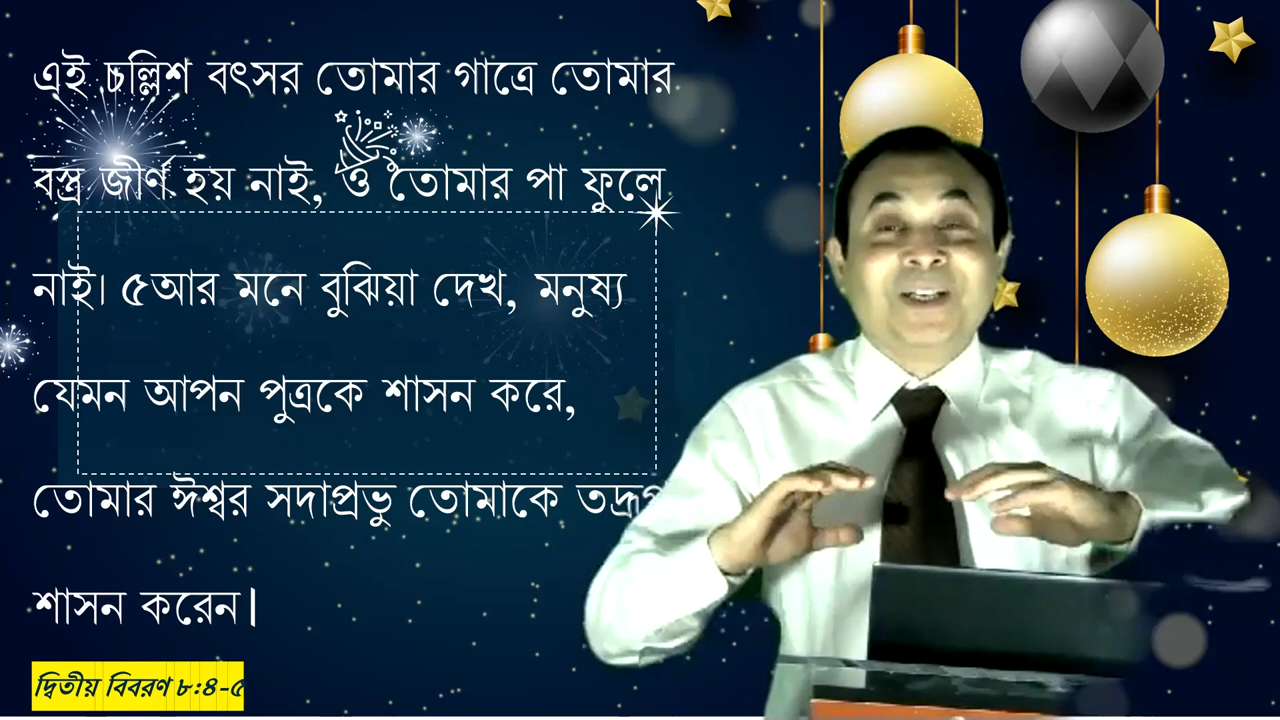 এই চল্লিশ বৎসর তোমার গাত্রে তোমার
বস্ত্র জীর্ণ হয় নাই, ও তোমার পা ফুলে
নাই। ৫আর মনে বুঝিয়া দেখ, মনুষ্য
যেমন আপন পুত্রকে শাসন করে,
তোমার ঈশ্বর সদাপ্রভু তোমাকে
শাসন করেন।
দ্বিতীয় বিবরণ ৮:৪-৫